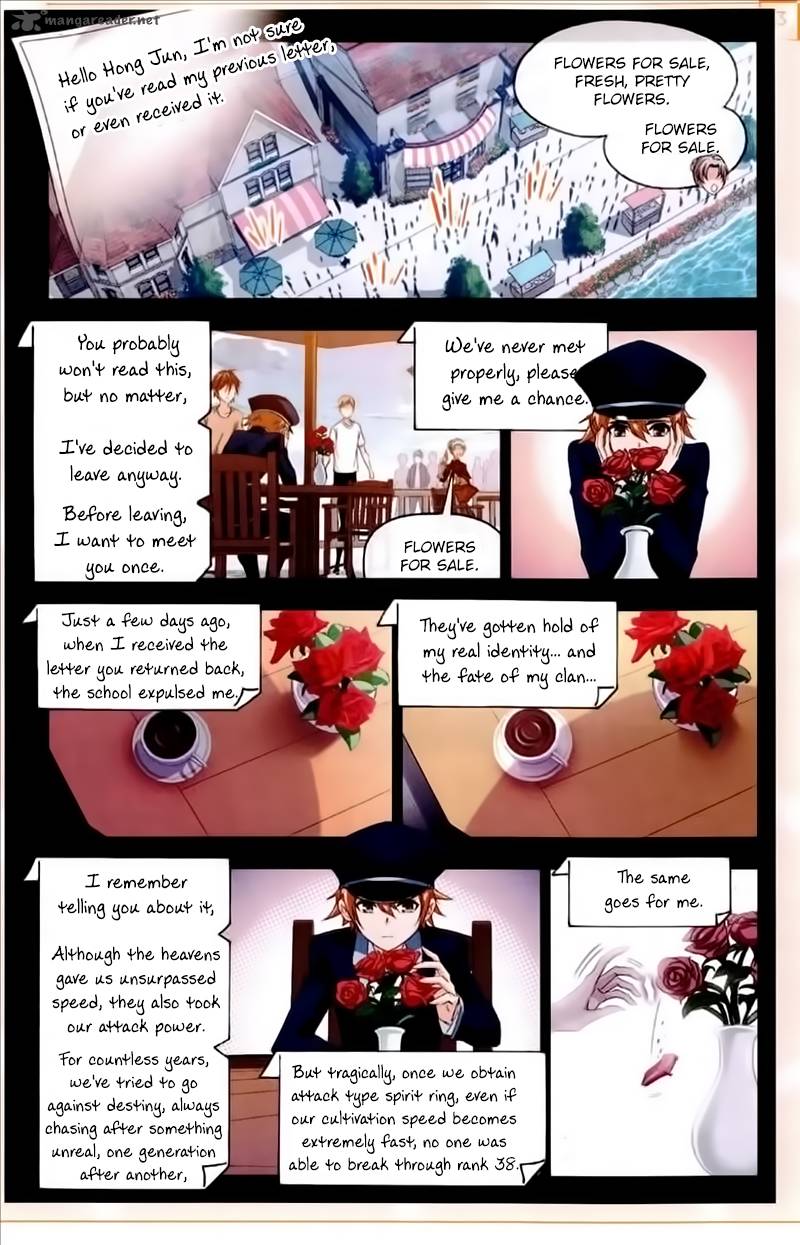 mangareader.net
3
Hello Hong Jun, I'm not sure
if you've read my previous letter,
or even received it.
FLOWERS FOR SALE,
FRESH, PRETTY
FLOWERS.
FLOWERS
FOR SALE.
You probably
won't read this,
but no matter,
I've decided to
leave anyway.
Before leaving,
I want to meet
you once.
FLOWERS
FOR SALE.
We've never met
properly, please
give me a chance.
Just a few days ago,
when I received the
letter you returned back,
the school expulsed me.
They've gotten hold of
my real identity... and
the fate of my clan...
I remember
telling you about it,
Although the heavens
gave us unsurpassed
speed, they also took
our attack power.
For countless years,
we've tried to go
against destiny, always
chasing after something
unreal, one generation
after another,
But tragically, once we obtain
attack type spirit ring, even if
our cultivation speed becomes
extremely fast, no one was
able to break through rank 38.
The same
goes for me.